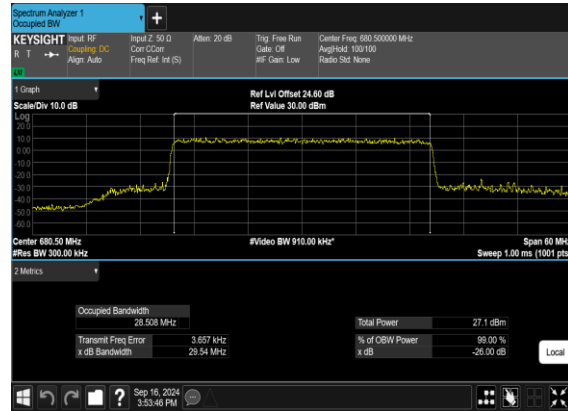 Spectrum Analyzer 1
Occupied BW
+
KEYSIGHT Input: RF Input Z: 50 Ω Atten: 20 dB Trig: Free Run Center Freq: 680.500000 MHz
R T Coupling: DC Corr CCorr Gate: Off Avg|Hold: 100/100
Align: Auto Freq Ref: Int (S) #IF Gain: Low Radio Std: None
1 Graph Ref Lvl Offset 24.60 dB
Scale/Div 10.0 dB Ref Value 30.00 dBm
Log
20.0
10.0
0.00
-10.0
-20.0
-30.0
-40.0
-50.0
-60.0
Center 680.50 MHz #Video BW 910.00 kHz* Span 60 MHz
#Res BW 300.00 kHz Sweep 1.00 ms (1001 pts)
2 Metrics
Occupied Bandwidth
28.508 MHz Total Power 27.1 dBm
Transmit Freq Error 3.657 kHz % of OBW Power 99.00 %
x dB Bandwidth 29.54 MHz x dB -26.00 dB
Local
? Sep 16, 2024
3:53:46 PM